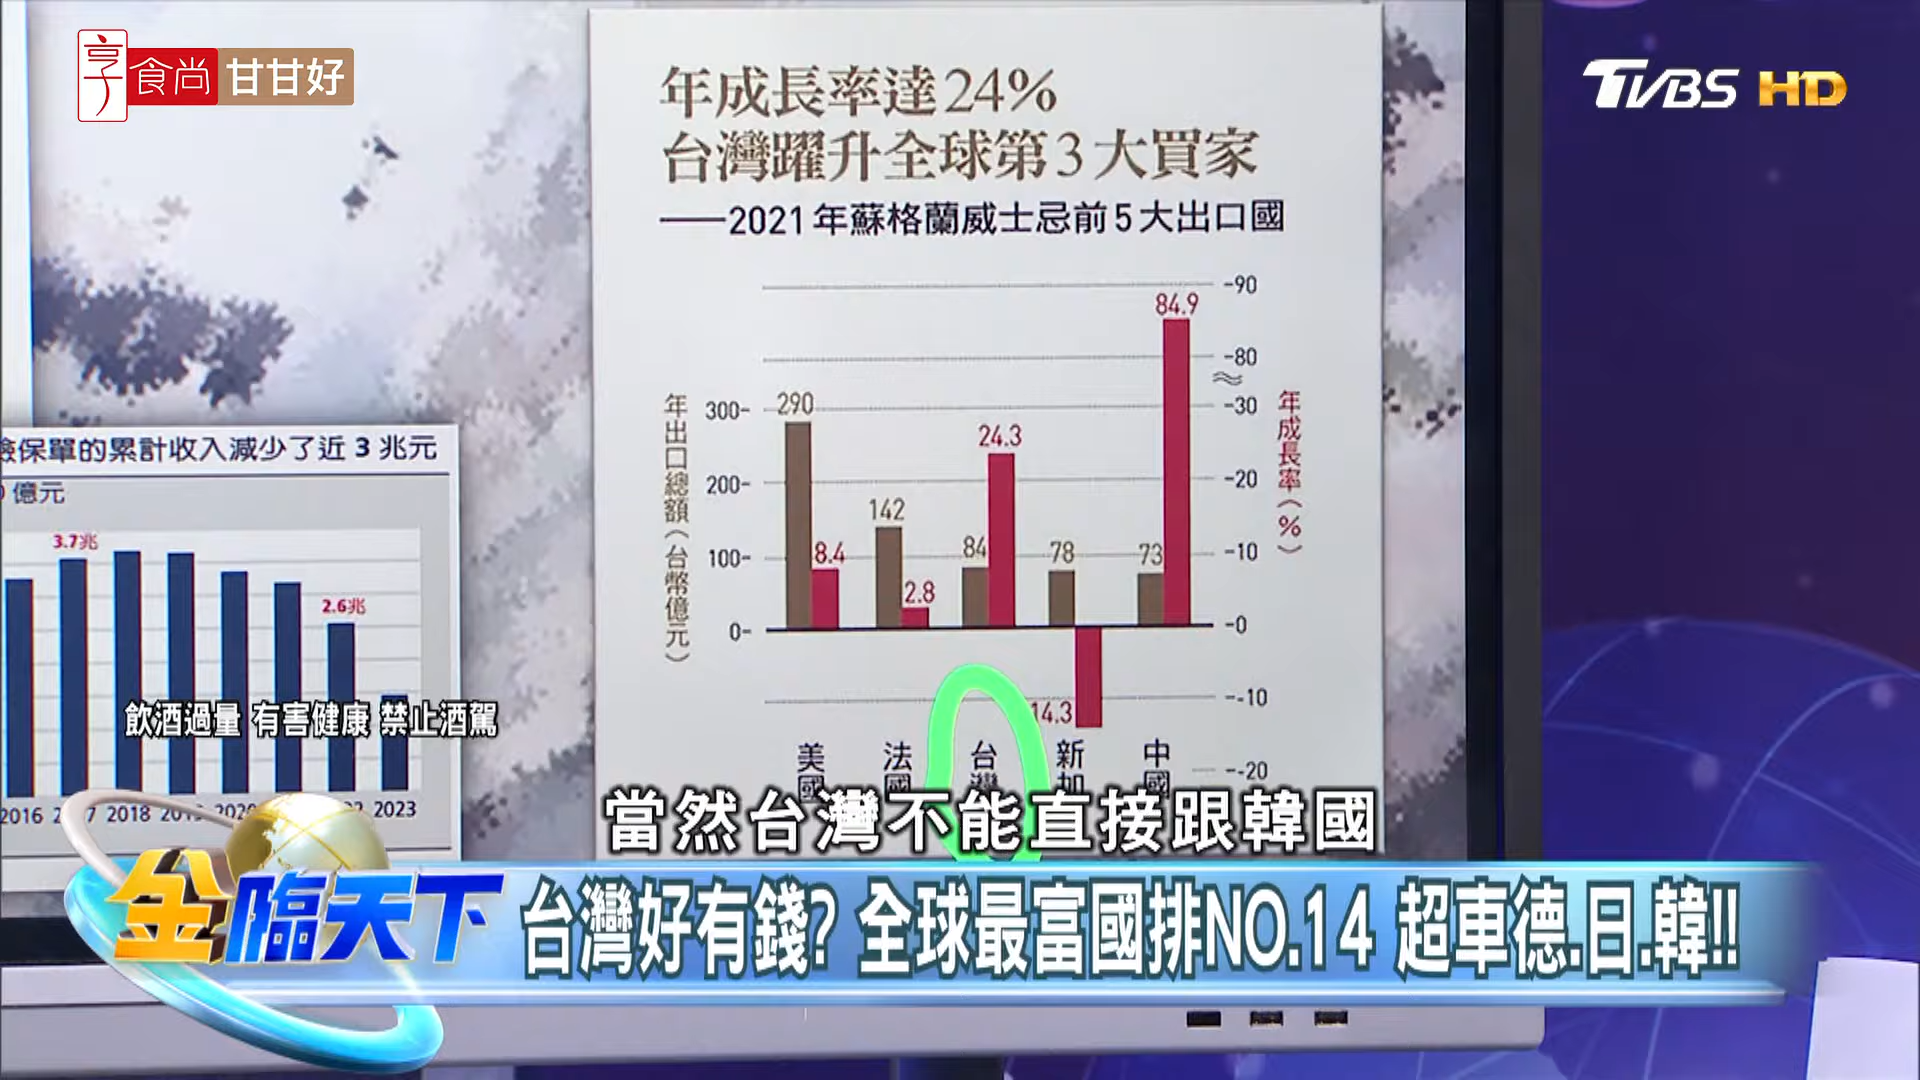 享食尚 甘甘好
TVBS HD
年成長率達24%
台灣躍升全球第3大買家
——2021年蘇格蘭威士忌前5大出口國
年出口總額(台幣億元)
300-
200-
100-
0-
290
142
84
78
73
8.4
2.8
24.3
14.3
84.9
-90
-80
-30
-20
-10
-0
--10
--20
年成長率(%)
美國
法國
台灣
新加
中國
險保單的累計收入減少了近 3 兆元
億元
3.7兆
2.6兆
2016
2018
2023
飲酒過量 有害健康 禁止酒駕
當然台灣不能直接跟韓國
金臨天下
台灣好有錢? 全球最富國排NO.14 超車德.日.韓!!